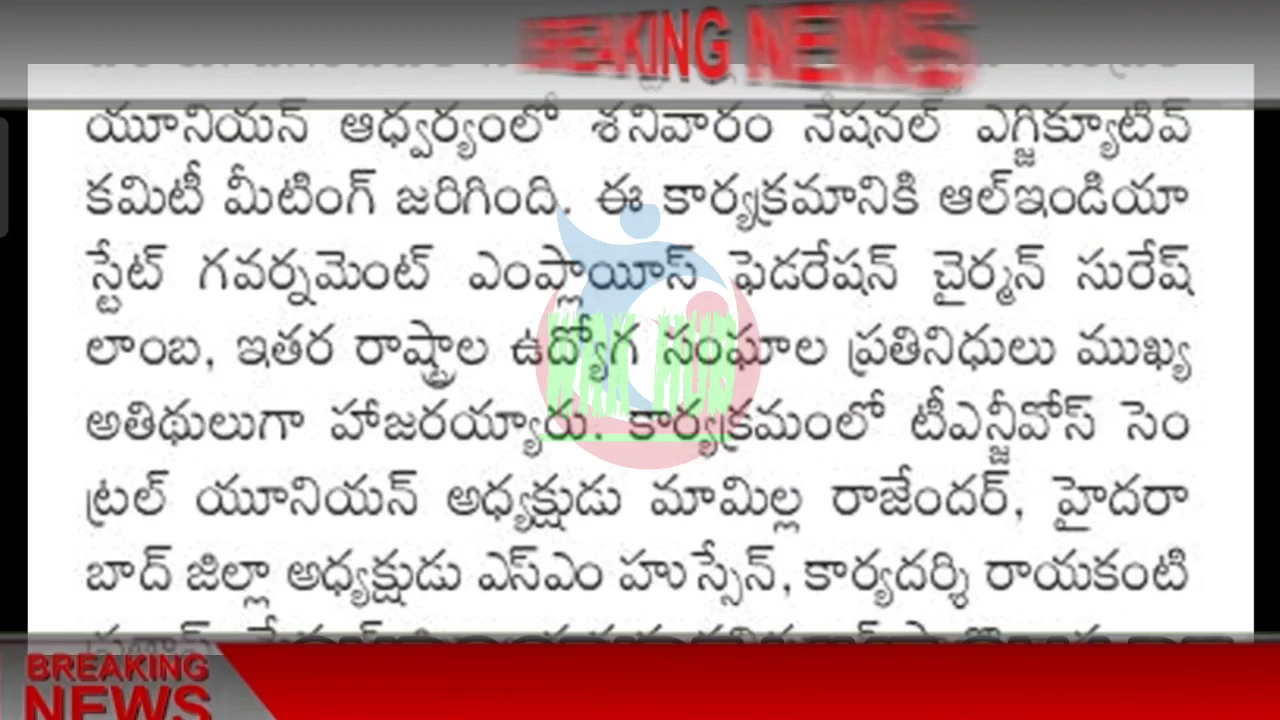 BREAKING NEWS
యూనియన్ ఆధ్వర్యంలో శనివారం నేషనల్ ఎగ్జిక్యూటివ్
కమిటీ మీటింగ్ జరిగింది. ఈ కార్యక్రమానికి ఆల్ఇండియా
స్టేట్ గవర్నమెంట్ ఎంప్లాయీస్ ఫెడరేషన్ చైర్మన్ సురేష్
లాంబ, ఇతర రాష్ట్రాల ఉద్యోగ సంఘాల ప్రతినిధులు ముఖ్య
అతిథులుగా హాజరయ్యారు. కార్యక్రమంలో టీఎన్జీవోస్ సెం
ట్రల్ యూనియన్ అధ్యక్షుడు మామిల్ల రాజేందర్, హైదరా
బాద్ జిల్లా అధ్యక్షుడు ఎస్ఎం హుస్సేన్, కార్యదర్శి రాయకంటి
BREAKING
NEWS